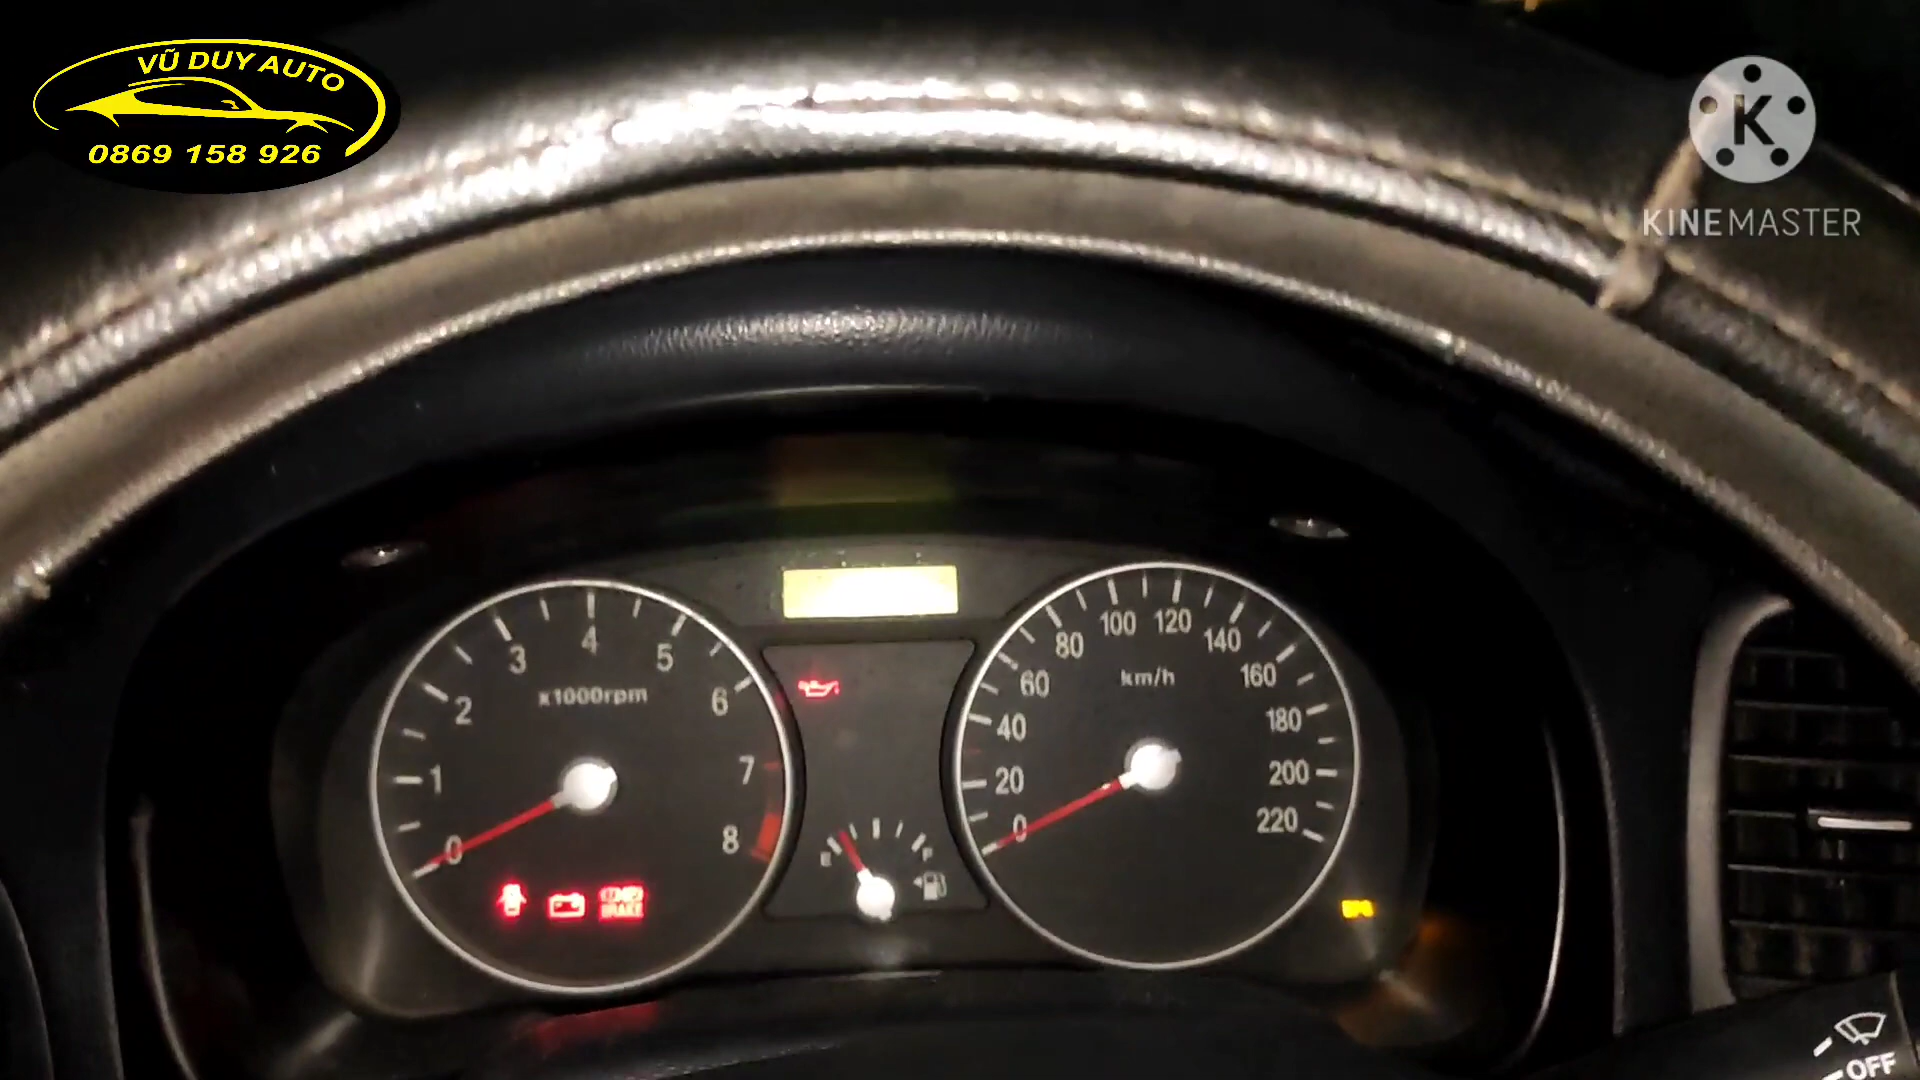 VŨ DUY AUTO
0869 158 926
K
KINEMASTER
0 1 2 3 4 5 6 7 8
x1000rpm
BRAKE
E F
0 20 40 60 80 100 120 140 160 180 200 220
km/h
OFF